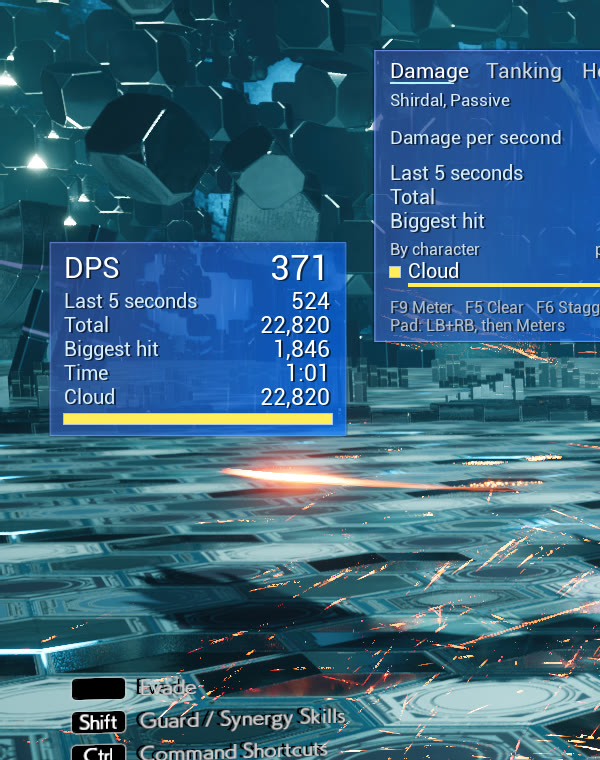 Damage Tanking
Shirdal, Passive
Damage per second
Last 5 seconds
Total
Biggest hit
By character
Cloud
F9 Meter F5 Clear F6
Pad: LB+RB, then Meters
DPS 371
Last 5 seconds 524
Total 22,820
Biggest hit 1,846
Time 1:01
Cloud 22,820
Evade
Shift Guard / Synergy Skills
Ctrl Command Shortcuts